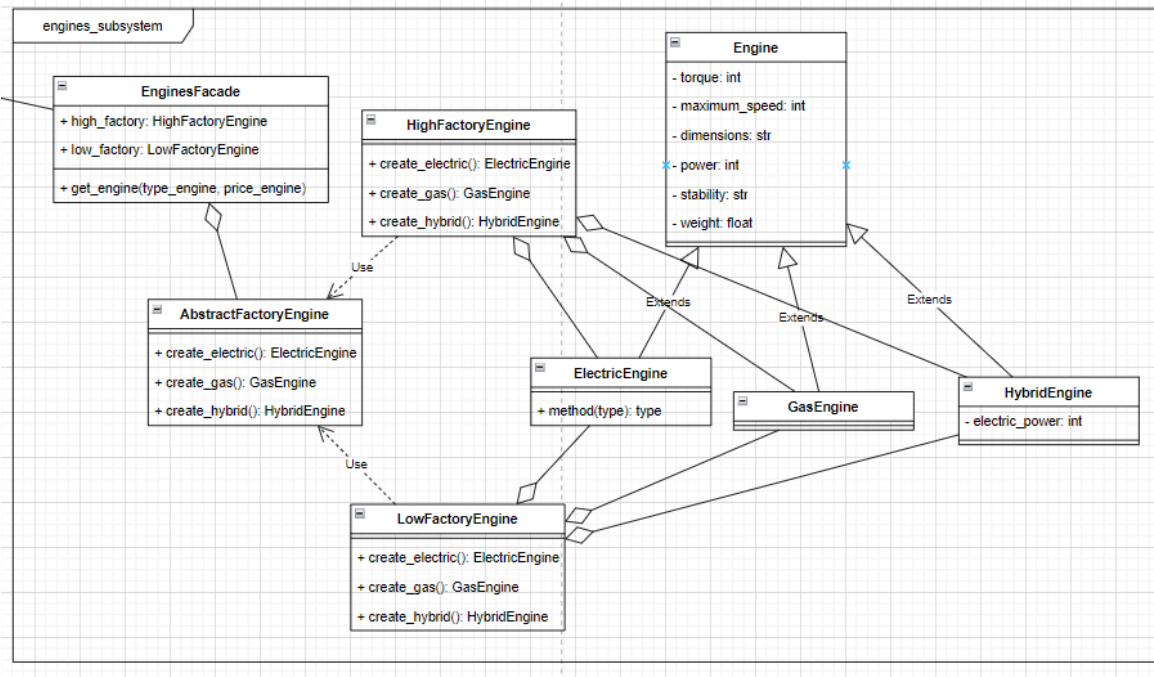 engines_subsystem
EnginesFacade
+ high_factory: HighFactoryEngine
+ low_factory: LowFactoryEngine
+ get_engine(type_engine, price_engine)
HighFactoryEngine
+ create_electric(): ElectricEngine
+ create_gas(): GasEngine
+ create_hybrid(): HybridEngine
Engine
- torque: int
- maximum_speed: int
- dimensions: str
- power: int
- stability: str
- weight: float
Use
AbstractFactoryEngine
+ create_electric(): ElectricEngine
+ create_gas(): GasEngine
+ create_hybrid(): HybridEngine
Extends
Extends
Extends
ElectricEngine
+ method(type): type
GasEngine
HybridEngine
- electric_power: int
Use
LowFactoryEngine
+ create_electric(): ElectricEngine
+ create_gas(): GasEngine
+ create_hybrid(): HybridEngine